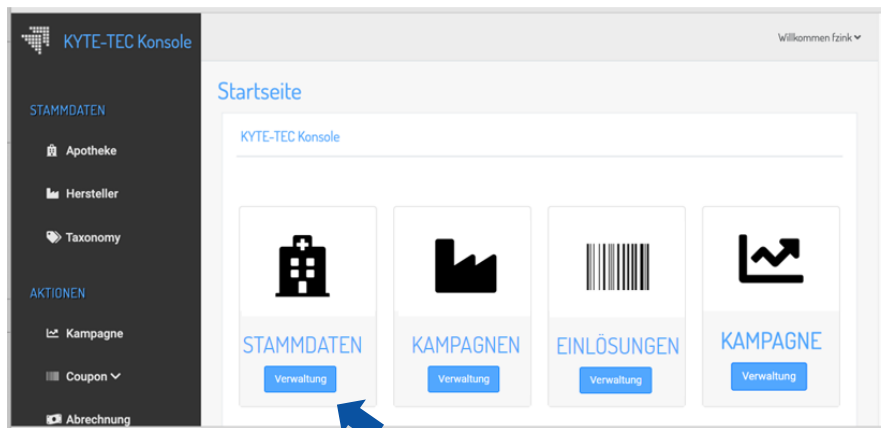 KYTE-TEC Konsole
Willkommen fzink
Startseite
STAMMDATEN
Apotheke
Hersteller
Taxonomy
AKTIONEN
Kampagne
Coupon
Abrechnung
KYTE-TEC Konsole
STAMMDATEN
Verwaltung
KAMPAGNEN
Verwaltung
EINLÖSUNGEN
Verwaltung
KAMPAGNE
Verwaltung